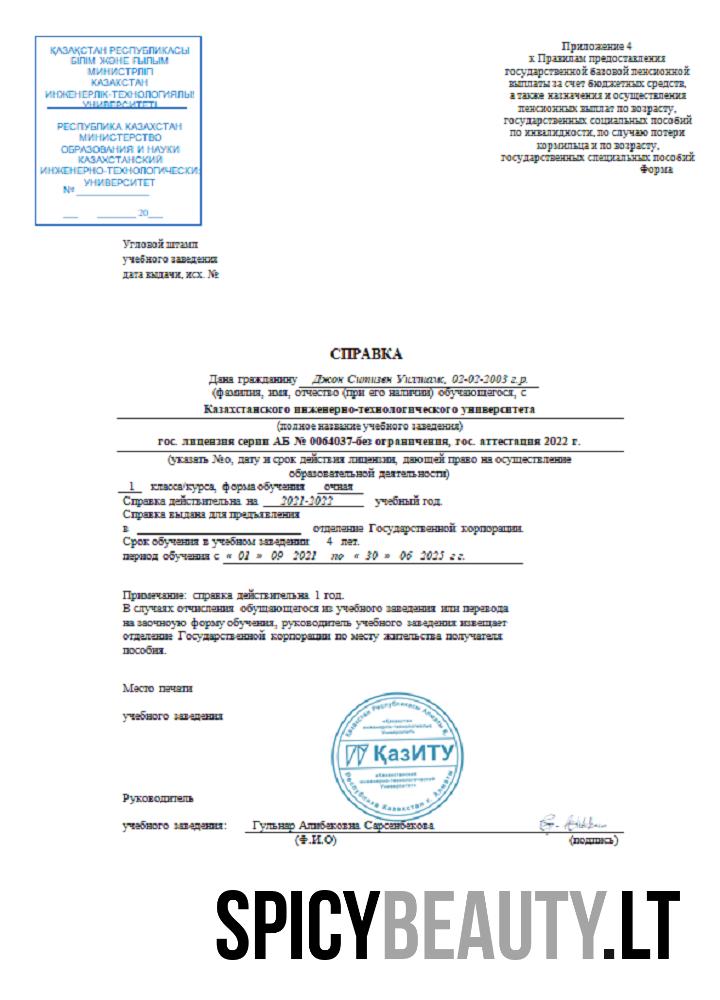 ҚАЗАҚСТАН РЕСПУБЛИКАСЫ
БІЛІМ ЖӘНЕ ҒЫЛЫМ
МИНИСТРЛІГІ
КАЗАКСТАН
ИНЖЕНЕРЛІК-ТЕХНОЛОГИЯЛЫ
УНИВЕРСИТЕТІ
РЕСПУБЛИКА КАЗАХСТАН
МИНИСТЕРСТВО
ОБРАЗОВАНИЯ И НАУКИ
КАЗАХСТАНСКИЙ
ИНЖЕНЕРНО-ТЕХНОЛОГИЧЕСКИ
УНИВЕРСИТЕТ
№ ____________
___ ________ 20___
Приложение 4
к Правилам предоставления
государственной базовой пенсионной
выплаты за счет бюджетных средств,
а также назначения и осуществления
пенсионных выплат по возрасту,
государственных социальных пособий
по инвалидности, по случаю потери
кормильца и по возрасту,
государственных специальных пособий
Форма
Угловой штамп
учебного заведения
дата выдачи, исх. №
СПРАВКА
Дана гражданину Джон Ситизен Уиллиамс, 02-02-2003 г.р.
(фамилия, имя, отчество (при его наличии) обучающегося, с
Казахстанского инженерно-технологического университета
(полное название учебного заведения)
гос. лицензия серии АБ № 0064037-без ограничения, гос. аттестация 2022 г.
(указать №о, дату и срок действия лицензии, дающей право на осуществление
образовательной деятельности)
1 класса/курса, форма обучения очная
Справка действительна на 2021-2022 учебный год.
Справка выдана для предъявления
в ____________ отделение Государственной корпорации.
Срок обучения в учебном заведении 4 лет.
период обучения с « 01 » 09 2021 по « 30 » 06 2025 г.г.
Примечание: справка действительна 1 год.
В случаях отчисления обущающегося из учебного заведения или перевода
на заочную форму обучения, руководитель учебного заведения извещает
отделение Государственной корпорации по месту жительства получателя
пособия.
Место печати
учебного заведения
Қазақстан Республикасы Алматы қ.
«Қазақстан
инженерно-технологиялық
Университеті»
ҚазИТУ
«Казахстанский
инженерно-технологический
Университет»
Республика Казахстан г. Алматы
Руководитель
учебного заведения: Гульнар Алибековна Сарсенбекова
(Ф.И.О) (подпись)
SPICYBEAUTY.LT